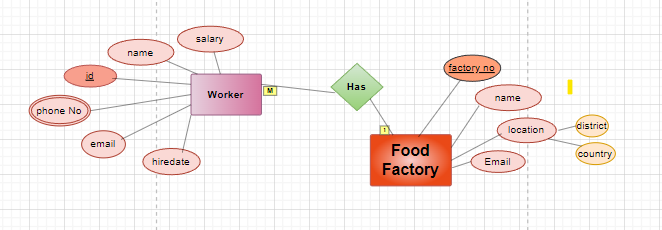 salary
name
factory no
id
Has
name
Worker
M
phone No
district
location
1
email
Food
Factory
country
hiredate
Email